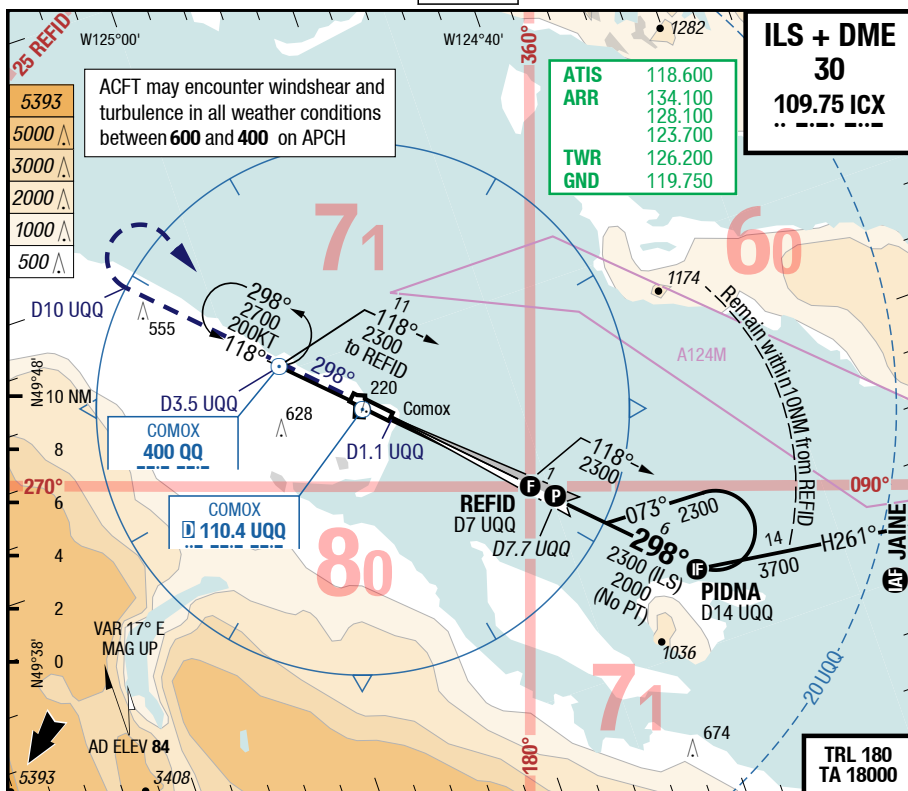 25 REFID
W125°00'
W124°40'
360°
1282
ILS + DME
30
109.75 ICX
5393
5000
3000
2000
1000
500
ACFT may encounter windshear and
turbulence in all weather conditions
between 600 and 400 on APCH
ATIS 118.600
ARR 134.100
128.100
123.700
TWR 126.200
GND 119.750
71
60
1174
D10 UQQ
555
298°
2700
200KT
118°
11
118°
2300
to REFID
Remain within 10NM from REFID
A124M
N49°48'
10 NM
298°
220
D3.5 UQQ
Comox
628
D1.1 UQQ
COMOX
400 QQ
8
118°
2300
270°
090°
6
REFID
D7 UQQ
1
F
P
D7.7 UQQ
COMOX
D 110.4 UQQ
073°
2300
6
298°
2300 (ILS)
2000
(No PT)
14
H261°
3700
IAF JAINE
4
80
IF
PIDNA
D14 UQQ
2
VAR 17° E
MAG UP
N49°38'
0
1036
71
20 UQQ
674
180°
AD ELEV 84
5393
3408
TRL 180
TA 18000